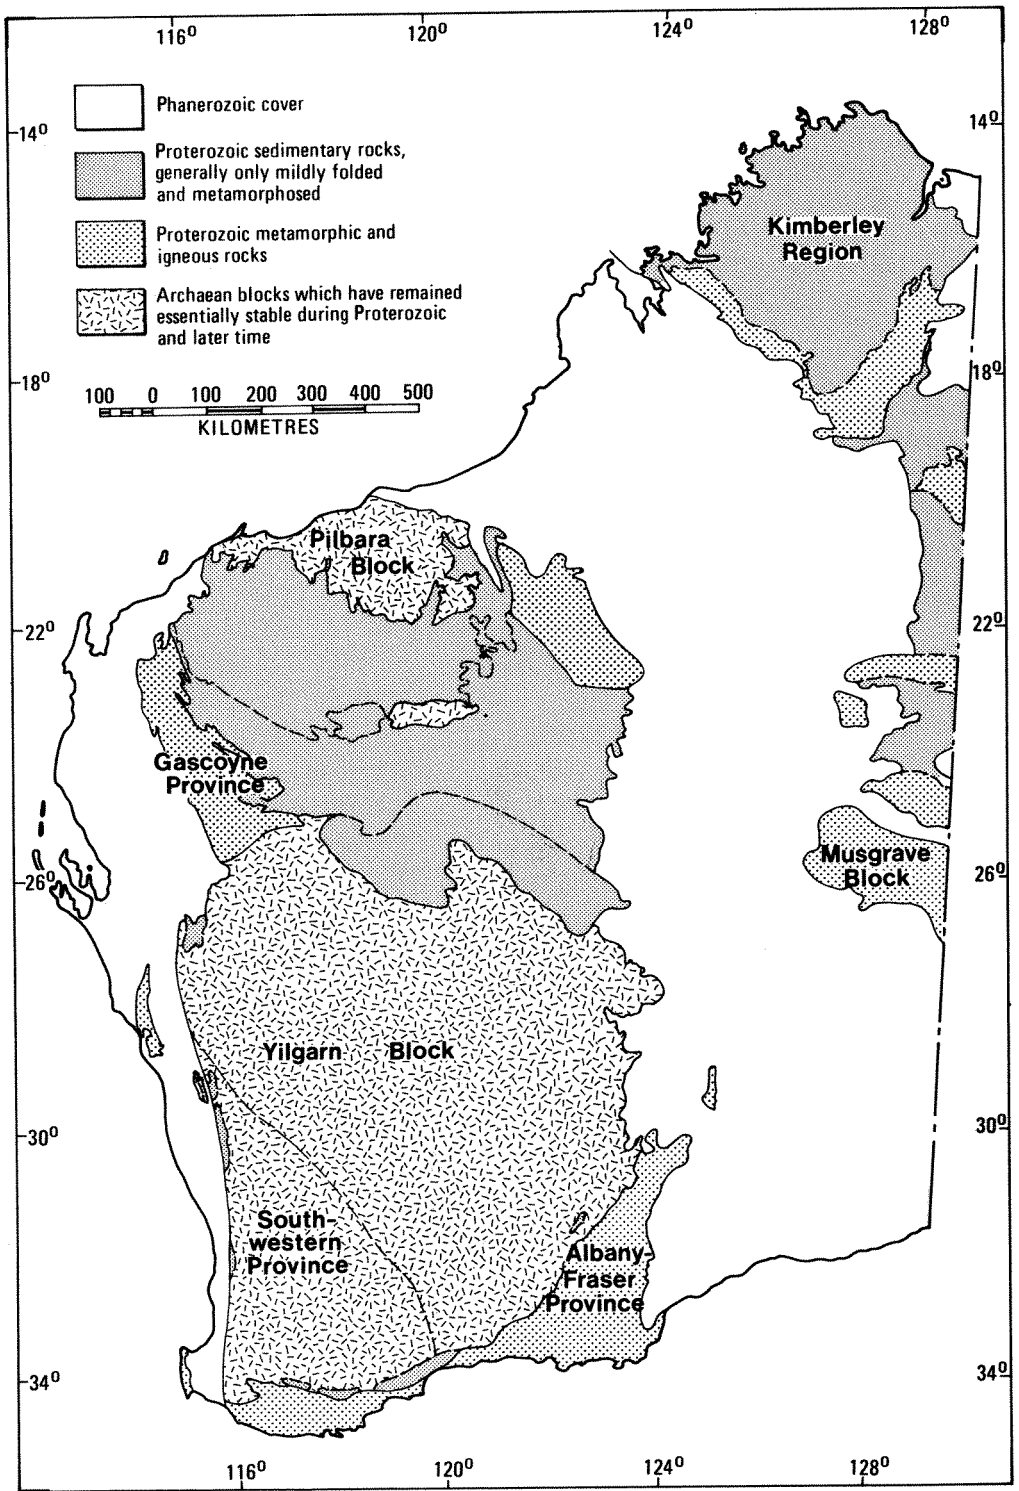 116⁰ 120⁰ 124⁰ 128⁰
Phanerozoic cover
14⁰ 14⁰
Proterozoic sedimentary rocks,
generally only mildly folded
and metamorphosed
Proterozoic metamorphic and
igneous rocks
Kimberley
Region
Archaean blocks which have remained
essentially stable during Proterozoic
and later time
18⁰ 18⁰
100 0 100 200 300 400 500
KILOMETRES
Pilbara
Block
22⁰ 22⁰
Gascoyne
Province
Musgrave
Block
26⁰ 26⁰
Yilgarn Block
30⁰ 30⁰
South-
western
Province
Albany-
Fraser
Province
34⁰ 34⁰
116⁰ 120⁰ 124⁰ 128⁰